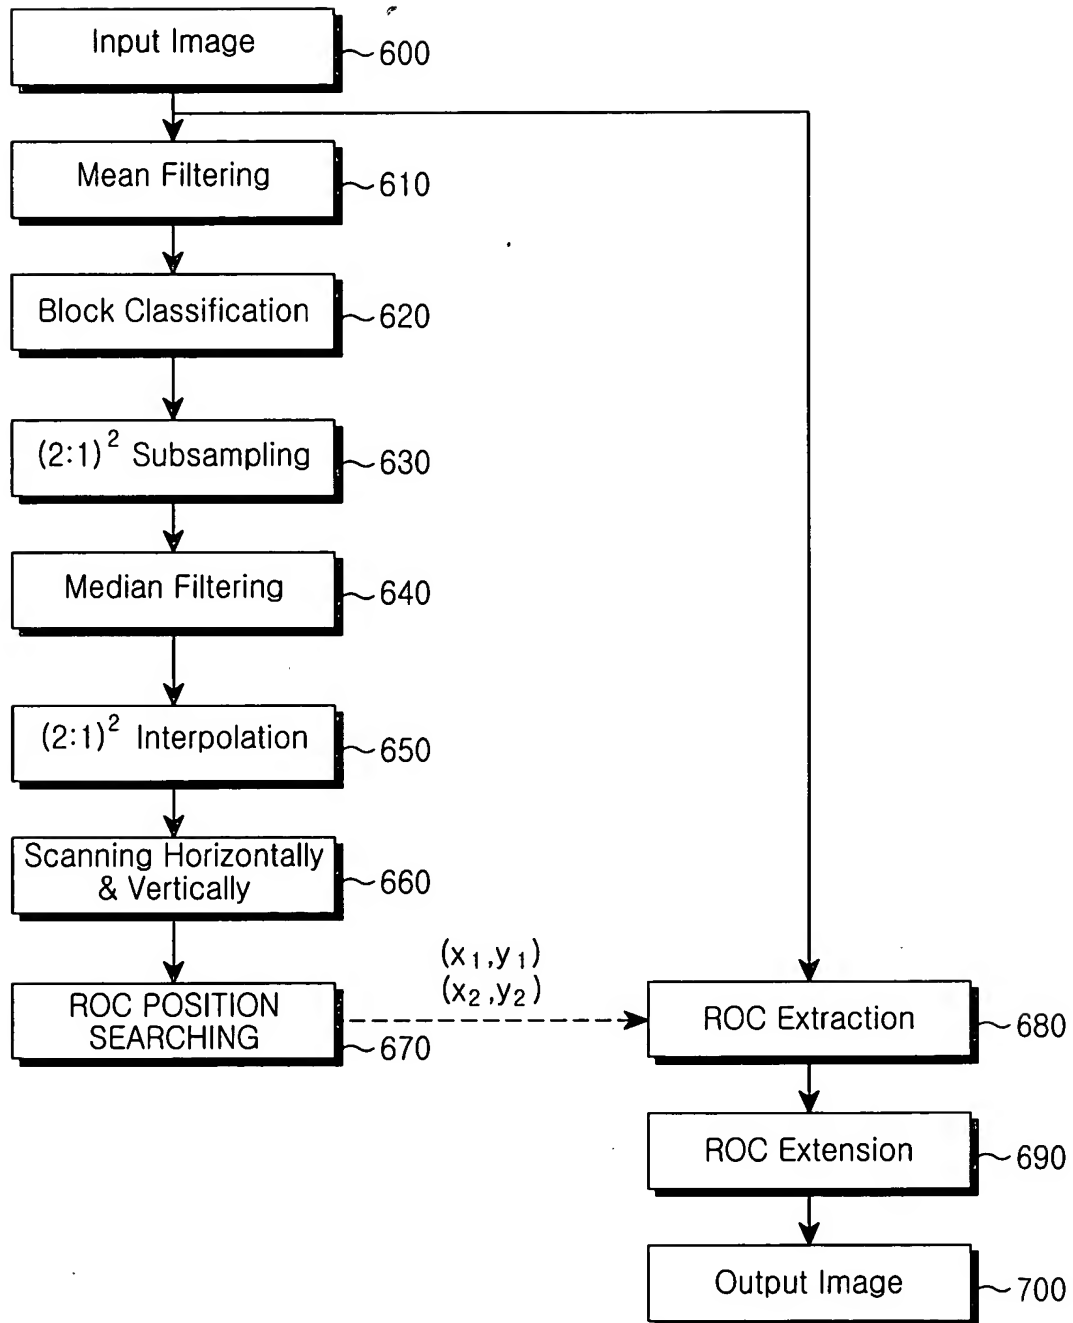 Input Image
600
Mean Filtering
610
Block Classification
620
(2:1)² Subsampling
630
Median Filtering
640
(2:1)² Interpolation
650
Scanning Horizontally
& Vertically
660
ROC POSITION
SEARCHING
670
(x₁,y₁)
(x₂,y₂)
ROC Extraction
680
ROC Extension
690
Output Image
700